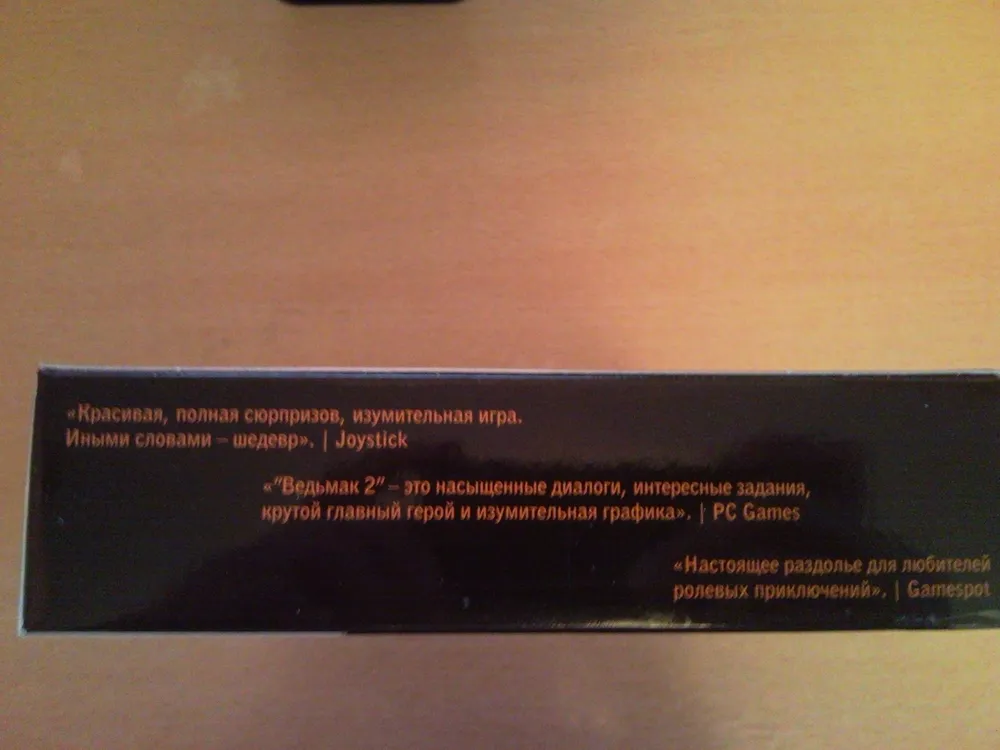 «Красивая, полная сюрпризов, изумительная игра.
Иными словами – шедевр». | Joystick
«"Ведьмак 2" – это насыщенные диалоги, интересные задания,
крутой главный герой и изумительная графика». | PC Games
«Настоящее раздолье для любителей
ролевых приключений». | Gamespot